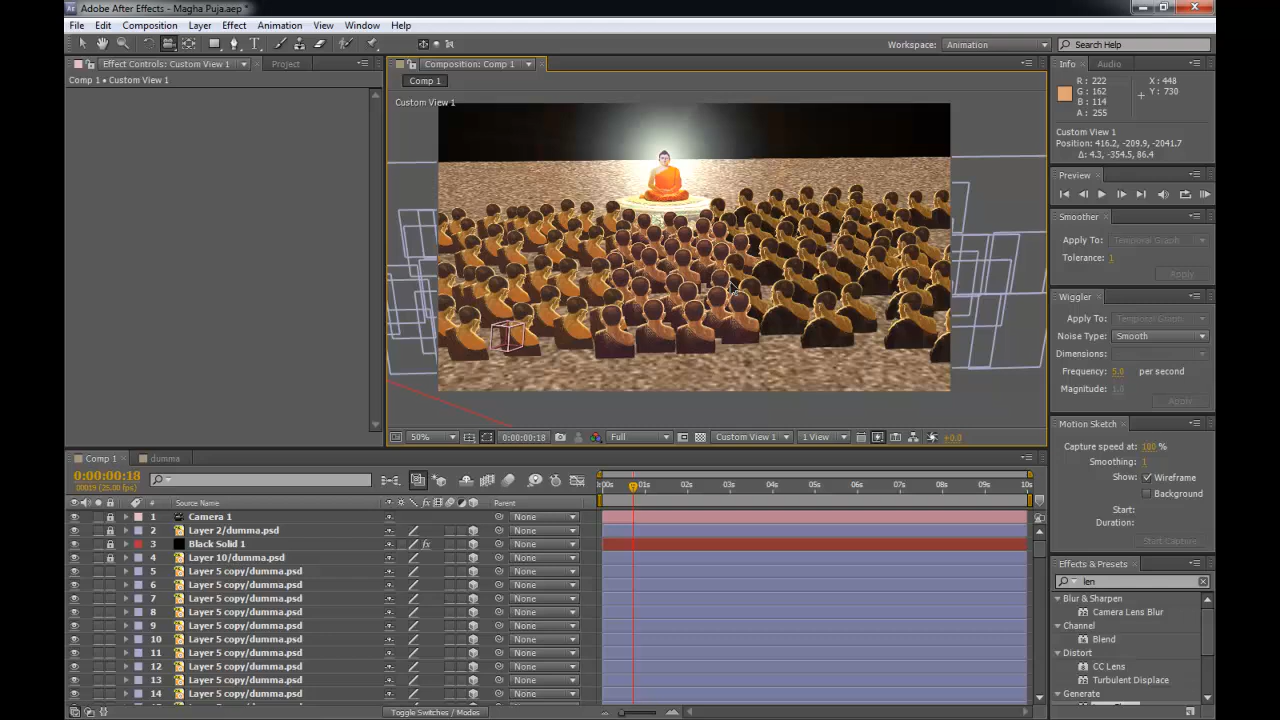 Adobe After Effects - Magha Puja.aep *
File Edit Composition Layer Effect Animation View Window Help
Workspace: Animation Search Help
Effect Controls: Custom View 1 Project
Comp 1 • Custom View 1
Composition: Comp 1
Comp 1
Custom View 1
50% 0:00:00:18 Full Custom View 1 1 View +0.0
Info Audio
R : 222
G : 162
B : 114
A : 255
X : 448
Y : 730
Custom View 1
Position: 416.2, -209.9, -2041.7
Δ: 4.3, -354.5, 86.4
Preview
Smoother
Apply To: Temporal Graph
Tolerance: 1
Apply
Wiggler
Apply To: Temporal Graph
Noise Type: Smooth
Dimensions:
Frequency: 5.0 per second
Magnitude: 1.0
Apply
Motion Sketch
Capture speed at: 100 %
Smoothing: 1
Show: Wireframe
Background
Start:
Duration:
Start Capture
Effects & Presets
len
Blur & Sharpen
Camera Lens Blur
Channel
Blend
Distort
CC Lens
Turbulent Displace
Generate
Comp 1 dumma
0:00:00:18
00019 (25.00 fps)
# Source Name Parent
:00s 01s 02s 03s 04s 05s 06s 07s 08s 09s 10s
1 Camera 1 None
2 Layer 2/dumma.psd None
3 Black Solid 1 None
4 Layer 10/dumma.psd None
5 Layer 5 copy/dumma.psd None
6 Layer 5 copy/dumma.psd None
7 Layer 5 copy/dumma.psd None
8 Layer 5 copy/dumma.psd None
9 Layer 5 copy/dumma.psd None
10 Layer 5 copy/dumma.psd None
11 Layer 5 copy/dumma.psd None
12 Layer 5 copy/dumma.psd None
13 Layer 5 copy/dumma.psd None
14 Layer 5 copy/dumma.psd None
Toggle Switches / Modes